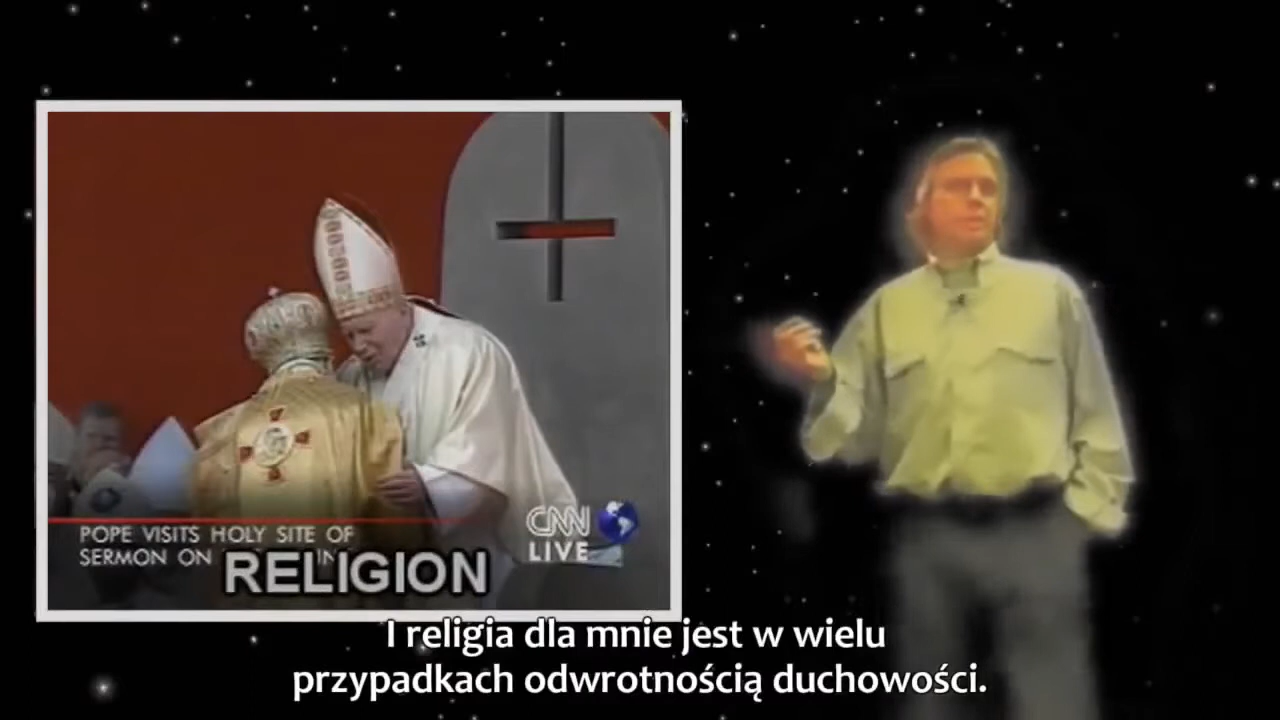 POPE VISITS HOLY SITE OF
SERMON ON
RELIGION
CNN
LIVE
I religia dla mnie jest w wielu
przypadkach odwrotnością duchowości.